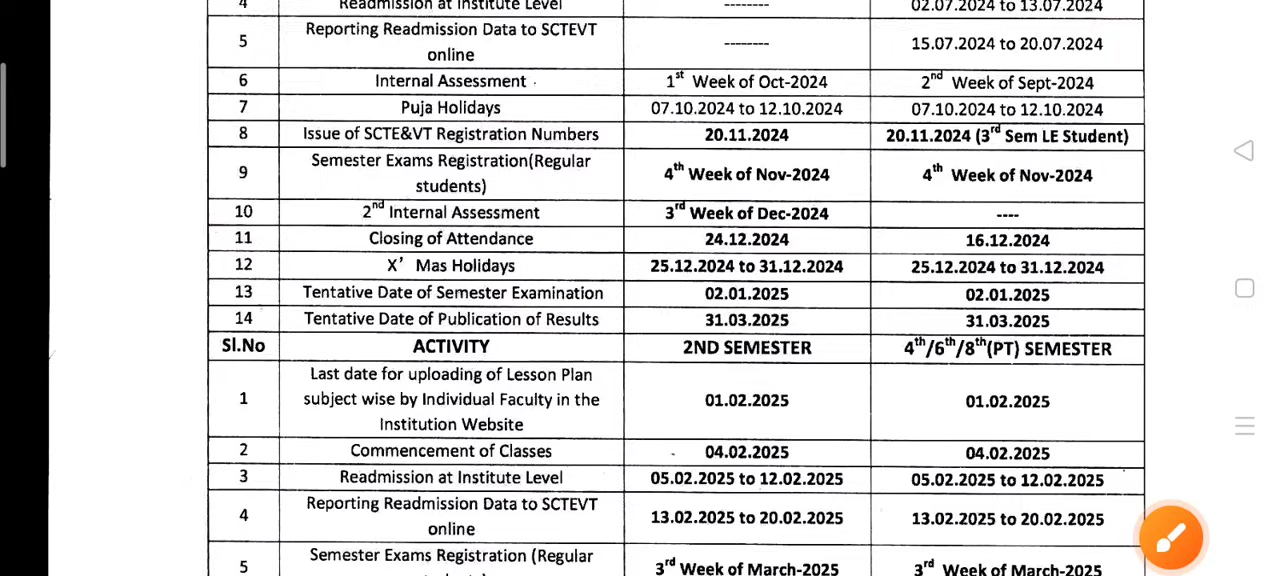 4 Readmission at Institute Level -------- 02.07.2024 to 13.07.2024
5 Reporting Readmission Data to SCTEVT online -------- 15.07.2024 to 20.07.2024
6 Internal Assessment 1st Week of Oct-2024 2nd Week of Sept-2024
7 Puja Holidays 07.10.2024 to 12.10.2024 07.10.2024 to 12.10.2024
8 Issue of SCTE&VT Registration Numbers 20.11.2024 20.11.2024 (3rd Sem LE Student)
9 Semester Exams Registration(Regular students) 4th Week of Nov-2024 4th Week of Nov-2024
10 2nd Internal Assessment 3rd Week of Dec-2024 ----
11 Closing of Attendance 24.12.2024 16.12.2024
12 X' Mas Holidays 25.12.2024 to 31.12.2024 25.12.2024 to 31.12.2024
13 Tentative Date of Semester Examination 02.01.2025 02.01.2025
14 Tentative Date of Publication of Results 31.03.2025 31.03.2025
Sl.No ACTIVITY 2ND SEMESTER 4th/6th/8th(PT) SEMESTER
1 Last date for uploading of Lesson Plan subject wise by Individual Faculty in the Institution Website 01.02.2025 01.02.2025
2 Commencement of Classes 04.02.2025 04.02.2025
3 Readmission at Institute Level 05.02.2025 to 12.02.2025 05.02.2025 to 12.02.2025
4 Reporting Readmission Data to SCTEVT online 13.02.2025 to 20.02.2025 13.02.2025 to 20.02.2025
5 Semester Exams Registration (Regular 3rd Week of March-2025 3rd Week of March-2025